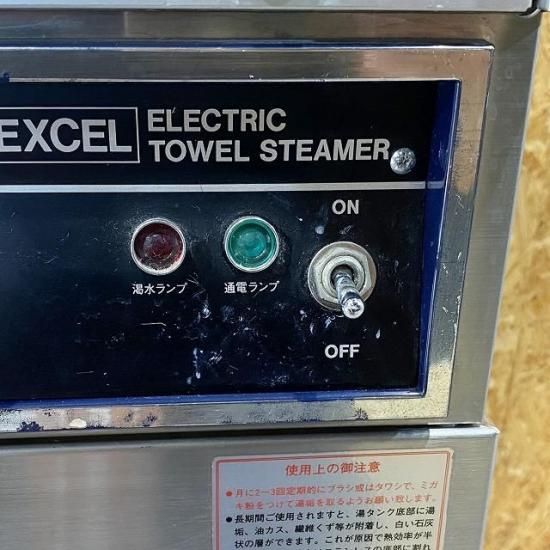 EXCEL
ELECTRIC
TOWEL STEAMER
ON
渇水ランプ
通電ランプ
OFF
使用上の御注意
●月に2〜3回定期的にブラシ或はタワシで、ミガ
キ粉をつけて湯垢を取るようお願い致します。
●長期間ご使用されますと、湯タンク底部に湯
垢、油カス、繊維くず等が附着し、白い石灰
状の層ができます。これが原因で熱効率が半